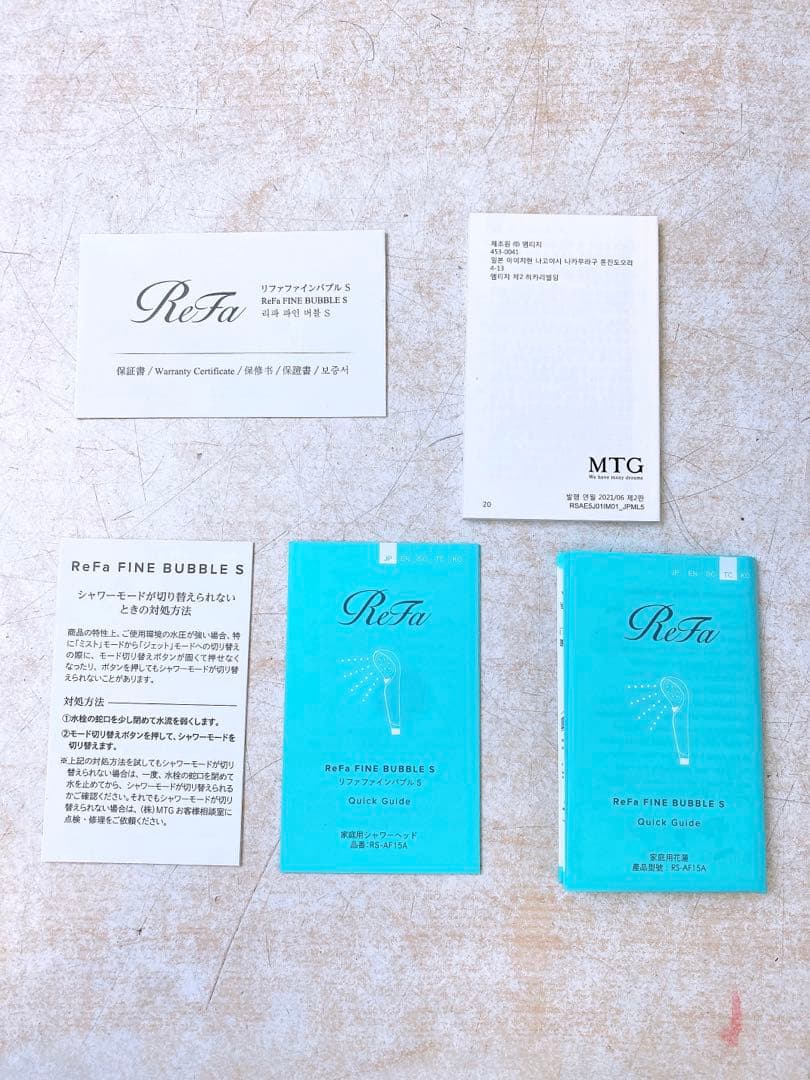 ReFa
リファファインバブル S
ReFa FINE BUBBLE S
리파 파인 버블 S
保証書 / Warranty Certificate / 保修书 / 保證書 / 보증서
제조원 ㈜ 엠티지
453-0041
일본 아이치현 나고야시 나카무라구 혼진도오리
4-13
엠티지 제2 히카리빌딩
MTG
We have many dreams
20
발행 연월 2021/06 제2판
RSAE5J01IM01_JPML5
ReFa FINE BUBBLE S
シャワーモードが切り替えられない
ときの対処方法
商品の特性上、ご使用環境の水圧が強い場合、特
に「ミスト」モードから「ジェット」モードへの切り替え
の際に、モード切り替えボタンが固くて押せなく
なったり、ボタンを押してもシャワーモードが切り替
えられないことがあります。
対処方法
①水栓の蛇口を少し閉めて水流を弱くします。
②モード切り替えボタンを押して、シャワーモードを
切り替えます。
※上記の対処方法を試してもシャワーモードが切り
替えられない場合は、一度、水栓の蛇口を閉めて
水を止めてから、シャワーモードが切り替えられる
かご確認ください。それでもシャワーモードが切り
替えられない場合は、(株)MTGお客様相談室に
点検・修理をご依頼ください。
JP EN SC TC KO
ReFa
ReFa FINE BUBBLE S
リファファインバブル S
Quick Guide
家庭用シャワーヘッド
品番:RS-AF15A
JP EN SC TC KO
ReFa
ReFa FINE BUBBLE S
Quick Guide
家庭用花灑
產品型號：RS-AF15A